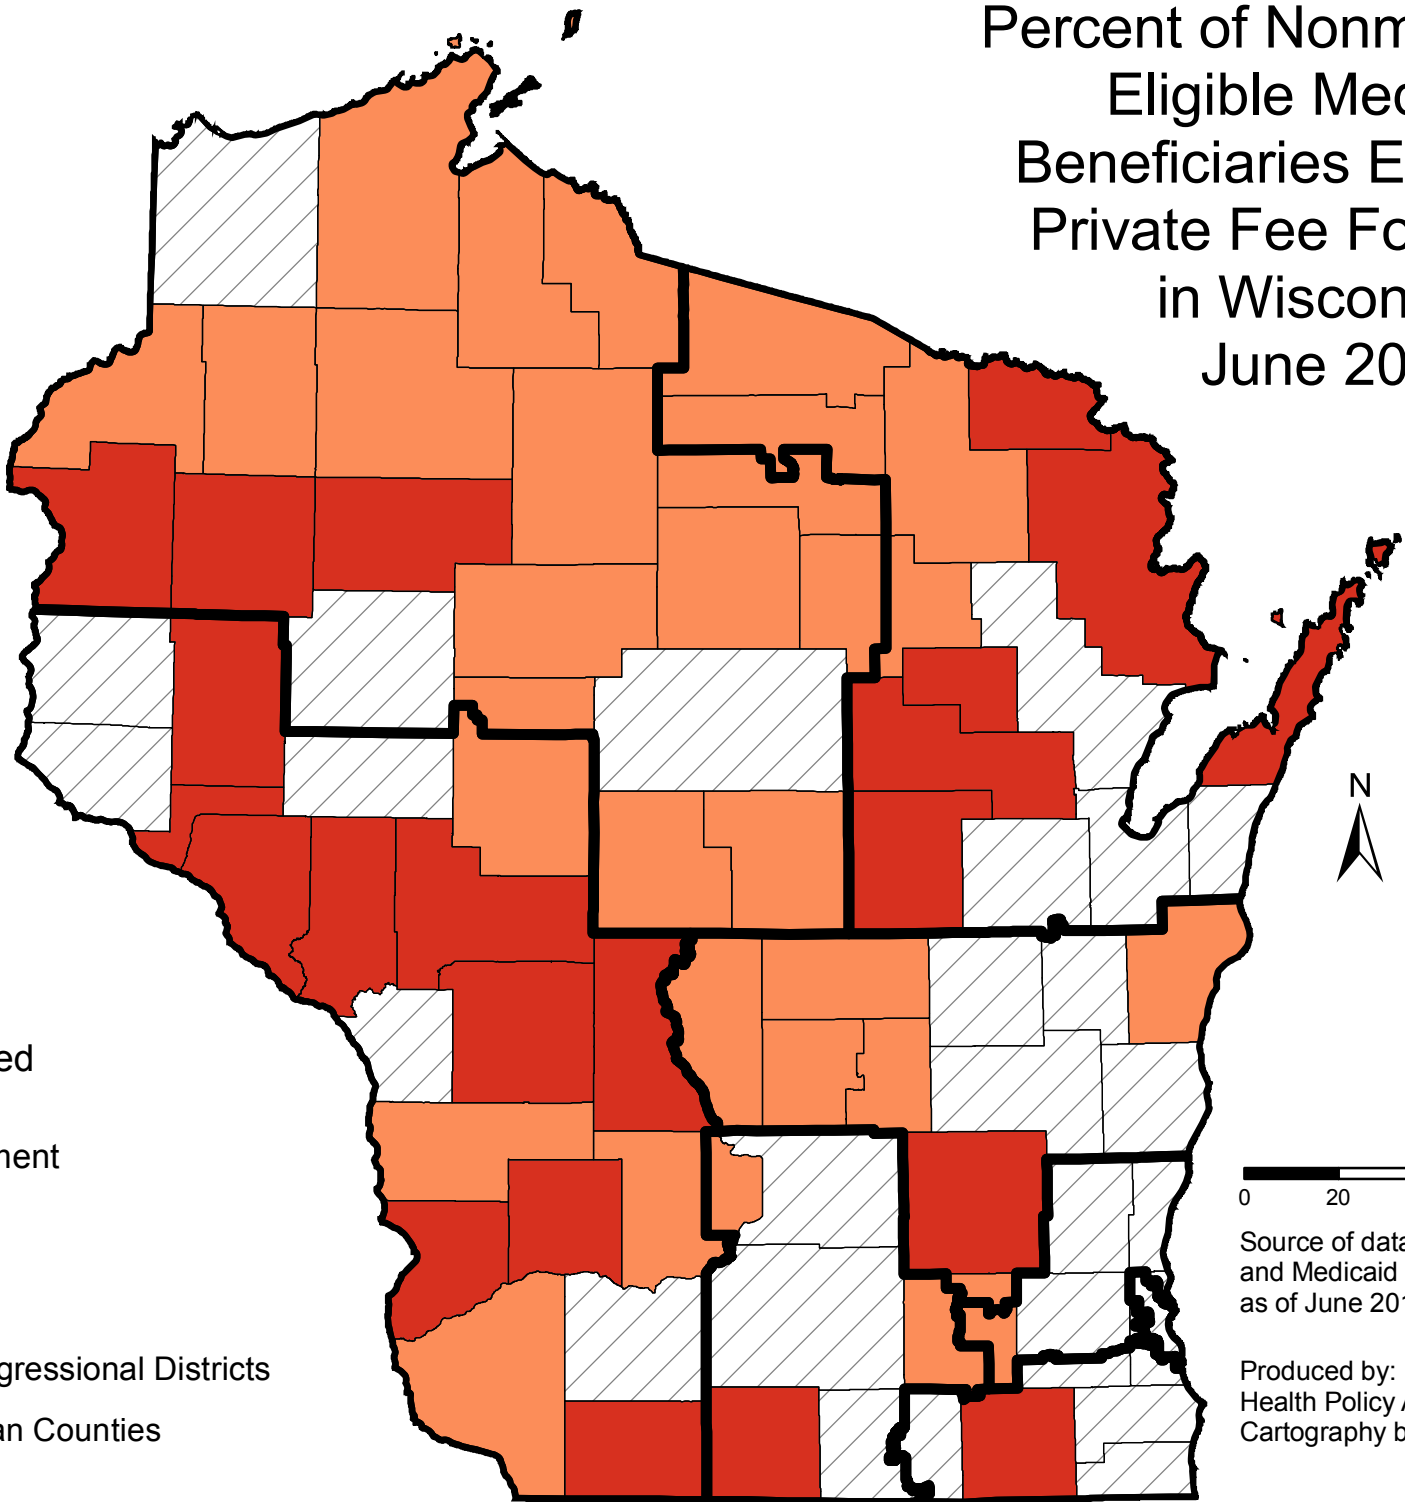 Percent of Nonm
Eligible Med
Beneficiaries E
Private Fee Fo
in Wiscon
June 20
N
ed
nent
0 20
Source of data
and Medicaid
as of June 201
gressional Districts
Produced by:
Health Policy A
an Counties
Cartography b